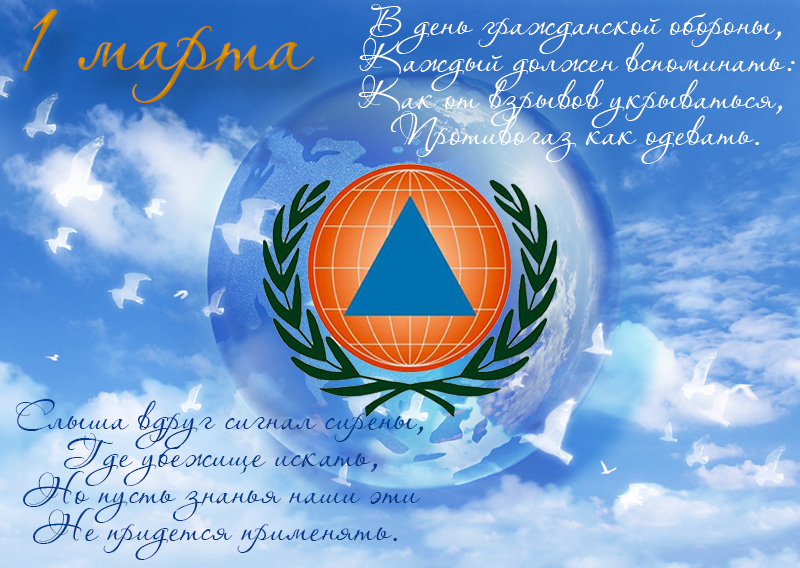 1 марта
В день гражданской обороны,
Каждый должен вспоминать:
Как от взрывов укрываться,
Противогаз как одевать.
Слыша вдруг сигнал сирены,
Где убежище искать,
Но пусть знанья наши эти
Не придется применять.